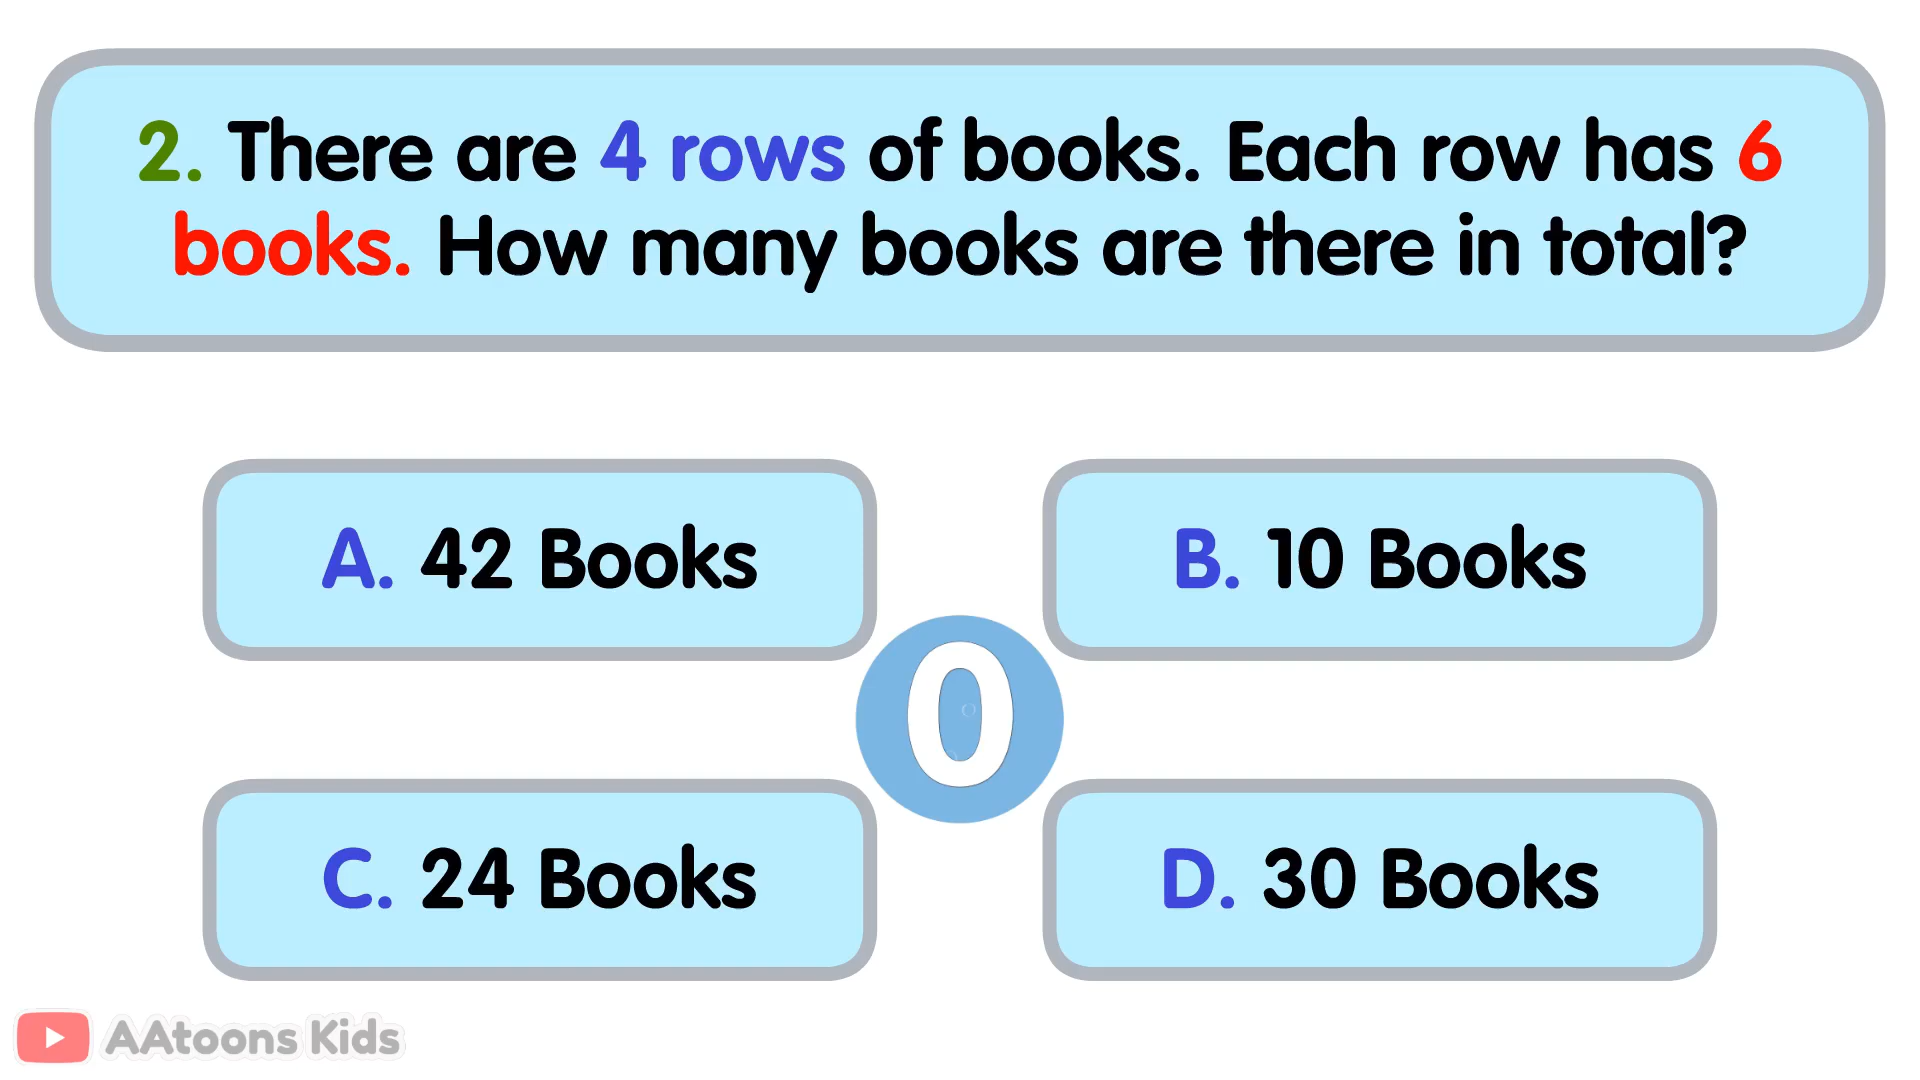 2. There are 4 rows of books. Each row has 6
books. How many books are there in total?
A. 42 Books
B. 10 Books
0
C. 24 Books
D. 30 Books
AAtoons Kids